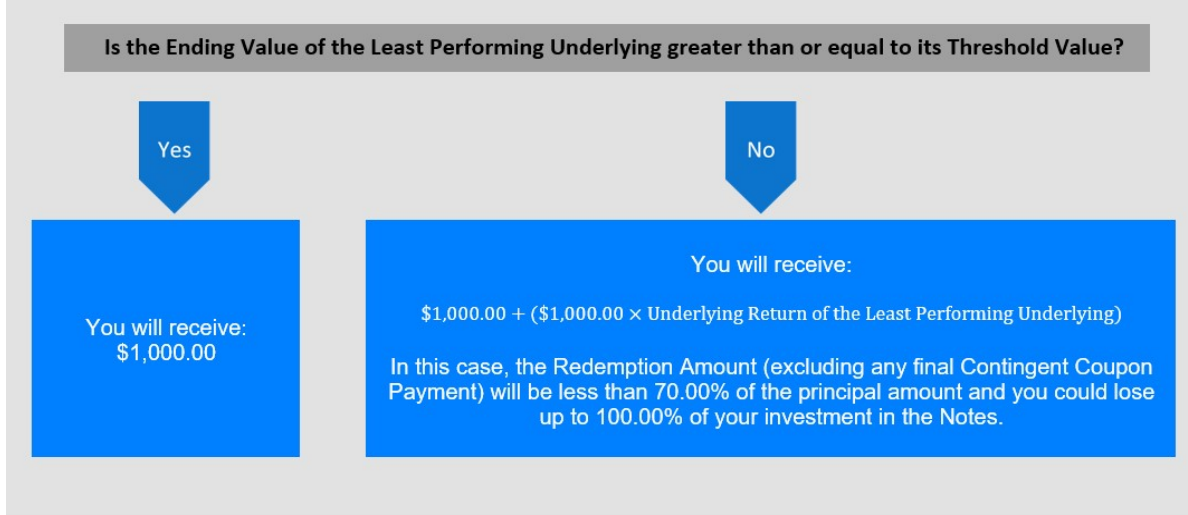 Is the Ending Value of the Least Performing Underlying greater than or equal to its Threshold Value?
Yes
No
You will receive:
$1,000.00
You will receive:
$1,000.00 + ($1,000.00 × Underlying Return of the Least Performing Underlying)
In this case, the Redemption Amount (excluding any final Contingent Coupon
Payment) will be less than 70.00% of the principal amount and you could lose
up to 100.00% of your investment in the Notes.